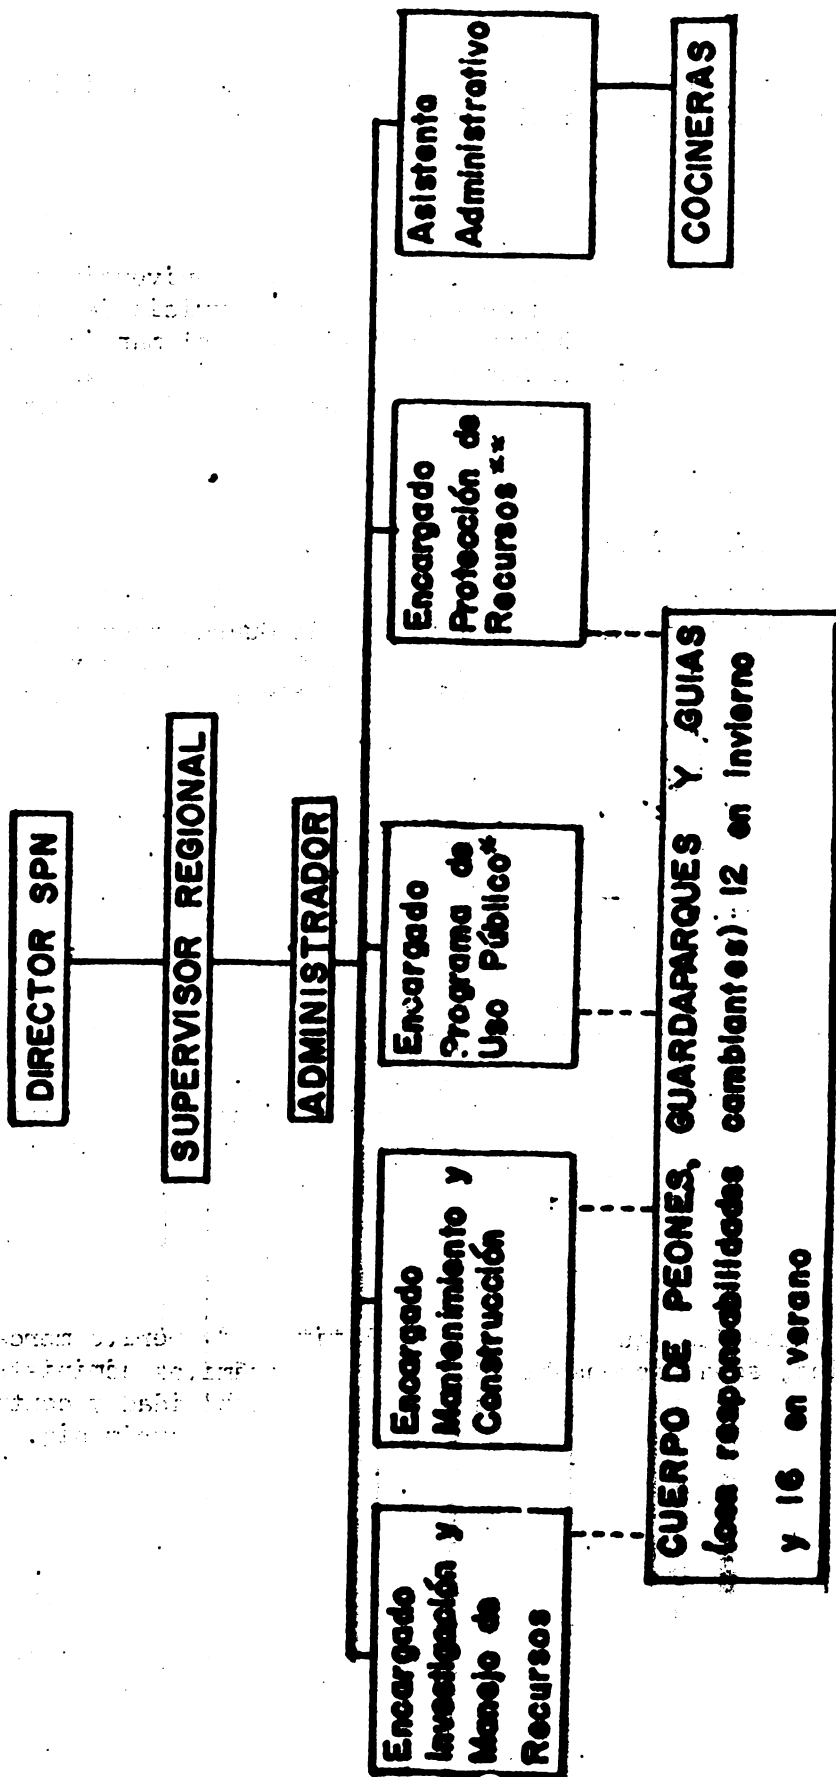 DIRECTOR SPN
SUPERVISOR REGIONAL
ADMINISTRADOR
Encargado
Investigación y
Manejo de
Recursos
Encargado
Mantenimiento y
Construcción
Encargado
Programa de
Uso Público*
Encargado
Protección de
Recursos **
Asistente
Administrativo
CUERPO DE PEONES, GUARDAPARQUES Y GUIAS
(con responsabilidades cambiantes) 12 en invierno
y 16 en verano
COCINERAS